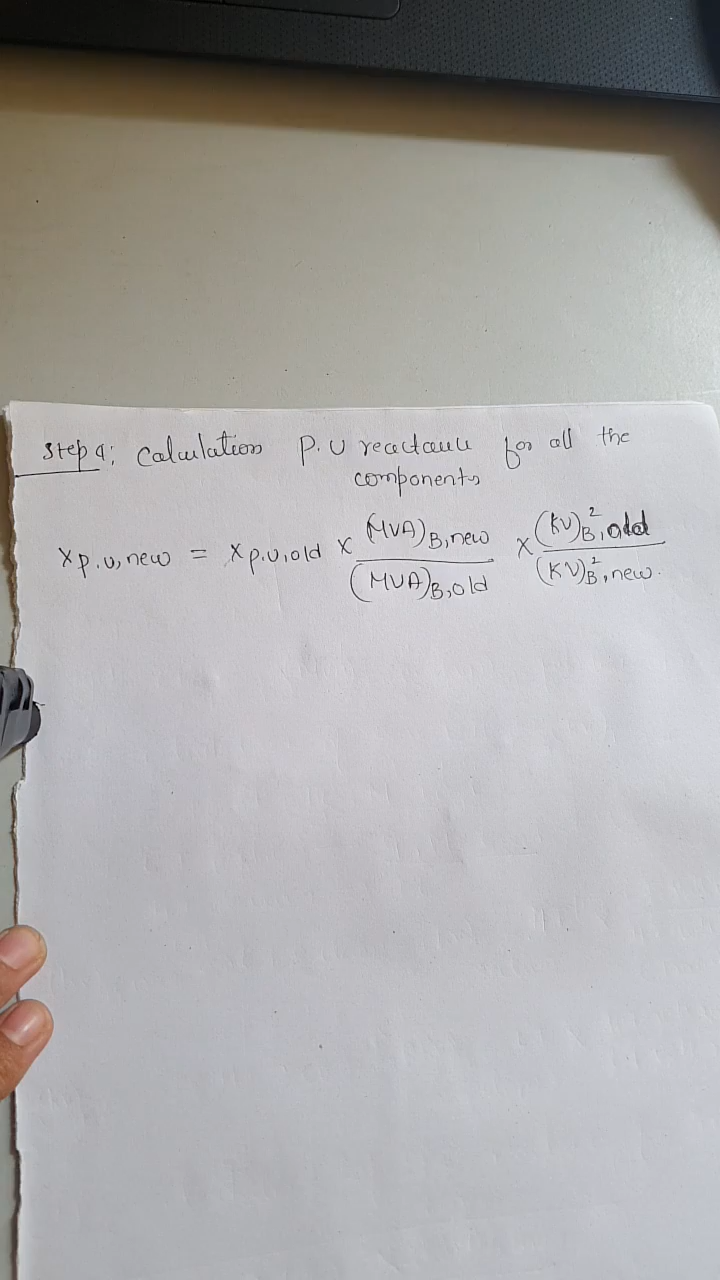 Step 4: Calculation P.U reactance for all the
components
Xp.u,new = Xp.u,old × (MVA)B,new / (MVA)B,old × (KV)²B,old / (KV)²B,new.